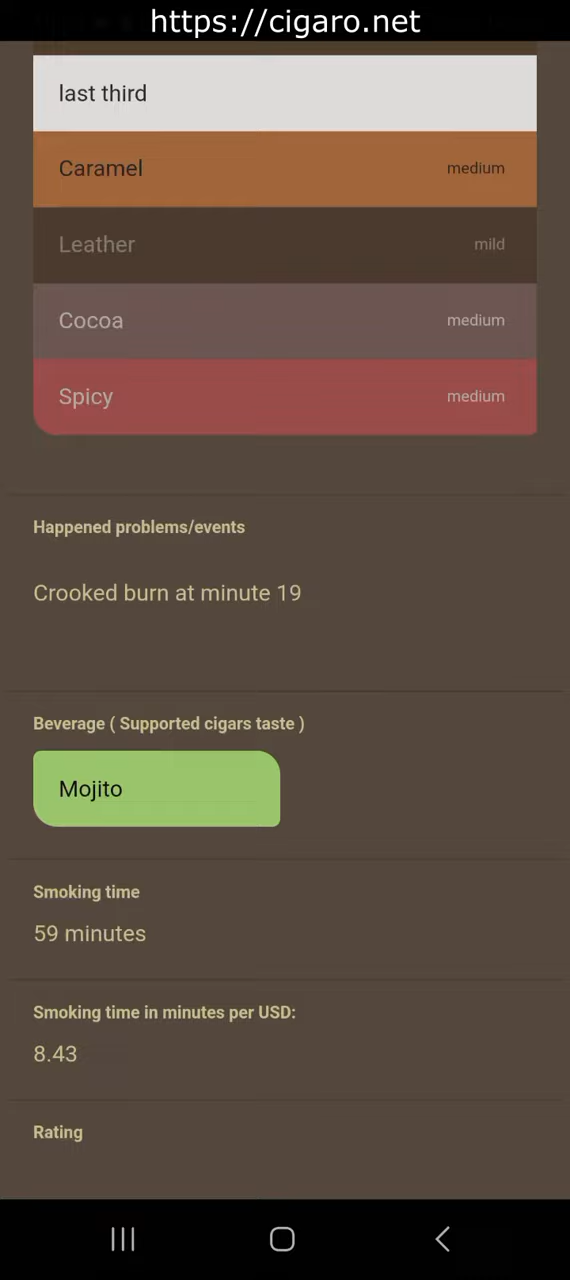 https://cigaro.net
last third
Caramel medium
Leather mild
Cocoa medium
Spicy medium
Happened problems/events
Crooked burn at minute 19
Beverage ( Supported cigars taste )
Mojito
Smoking time
59 minutes
Smoking time in minutes per USD:
8.43
Rating